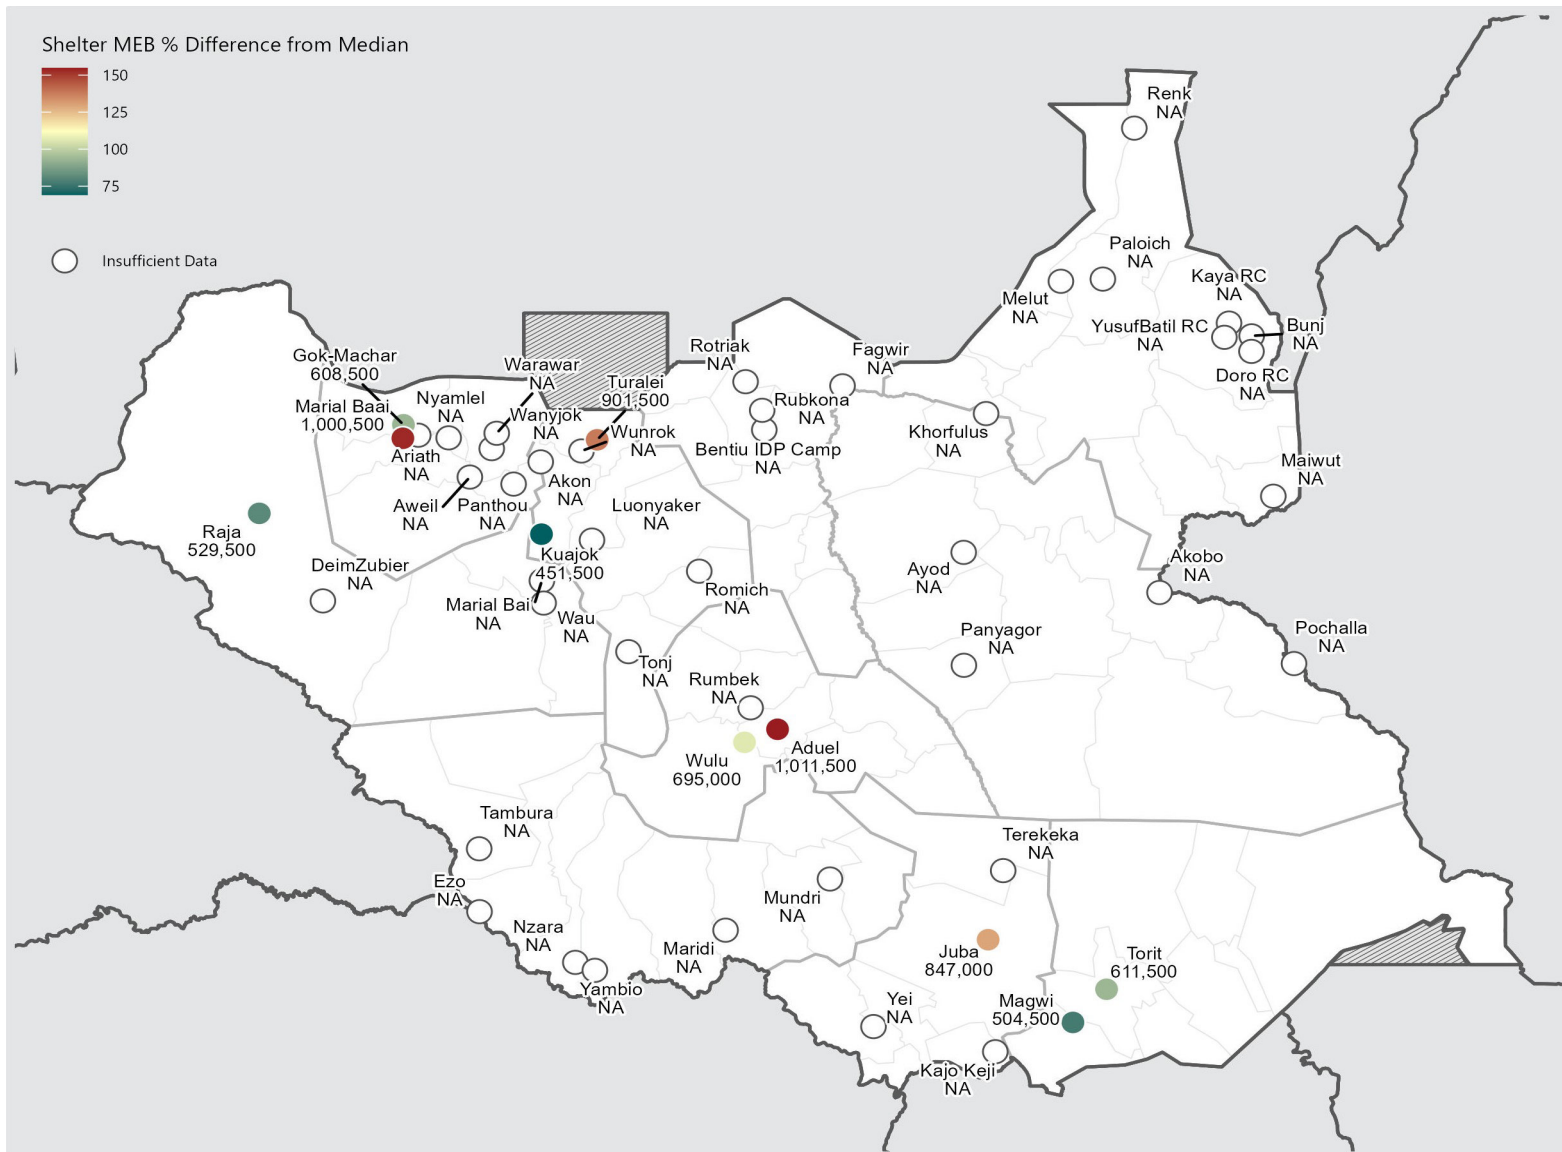 Shelter MEB % Difference from Median
150
125
100
75
Insufficient Data
Renk
NA
Paloich
NA
Kaya RC
NA
Melut
NA
YusufBatil RC
NA
Bunj
NA
Doro RC
NA
Rotriak
NA
Fagwir
NA
Gok-Machar
608,500
Warawar
NA
Turalei
901,500
Marial Baai
1,000,500
Nyamlel
NA
Wanyjok
NA
Wunrok
NA
Rubkona
NA
Bentiu IDP Camp
NA
Khorfulus
NA
Maiwut
NA
Ariath
NA
Akon
NA
Aweil
NA
Panthou
NA
Luonyaker
NA
Raja
529,500
Kuajok
451,500
DeimZubier
NA
Akobo
NA
Ayod
NA
Romich
NA
Marial Bai
NA
Wau
NA
Panyagor
NA
Pochalla
NA
Tonj
NA
Rumbek
NA
Wulu
695,000
Aduel
1,011,500
Tambura
NA
Terekeka
NA
Ezo
NA
Mundri
NA
Nzara
NA
Maridi
NA
Juba
847,000
Torit
611,500
Yambio
NA
Yei
NA
Magwi
504,500
Kajo Keji
NA